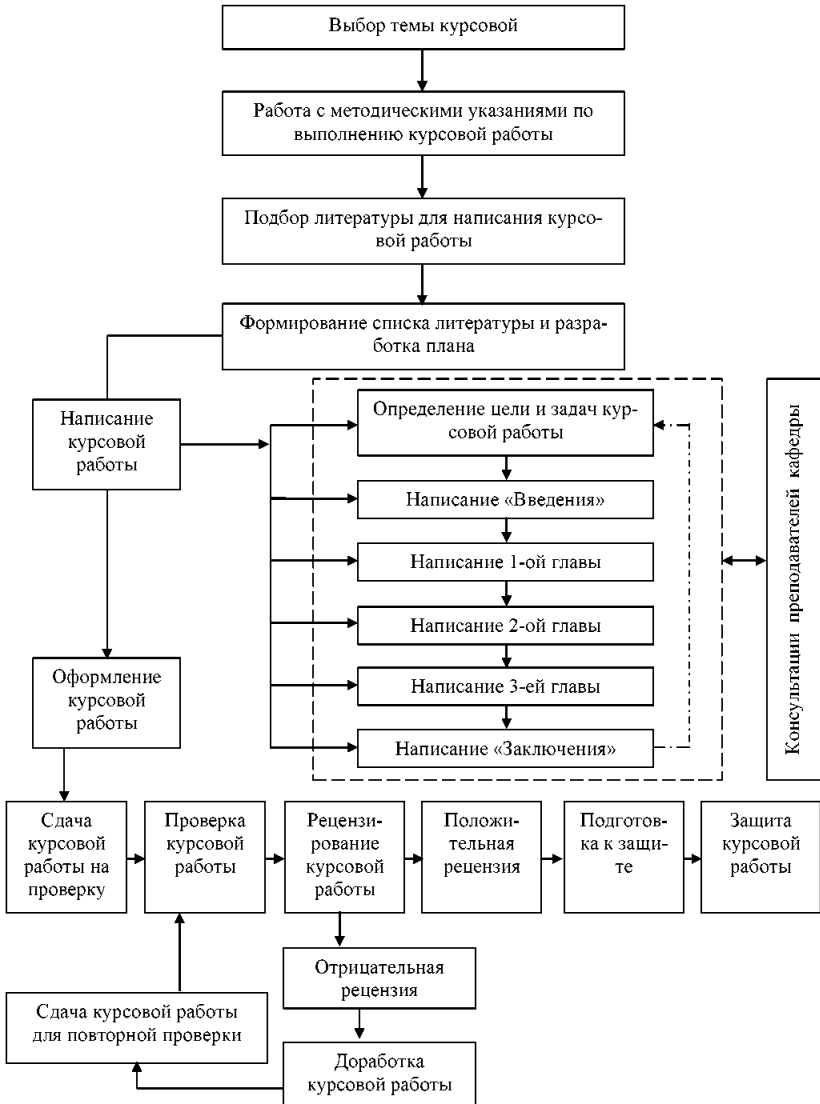 Выбор темы курсовой
Работа с методическими указаниями по
выполнению курсовой работы
Подбор литературы для написания курсо-
вой работы
Формирование списка литературы и разра-
ботка плана
Написание
курсовой
работы
Определение цели и задач кур-
совой работы
Написание «Введения»
Написание 1-ой главы
Написание 2-ой главы
Написание 3-ей главы
Написание «Заключения»
Консультации преподавателей кафедры
Оформление
курсовой
работы
Сдача
курсовой
работы на
проверку
Проверка
курсовой
работы
Рецензи-
рование
курсовой
работы
Положи-
тельная
рецензия
Подготов-
ка к защи-
те
Защита
курсовой
работы
Отрицательная
рецензия
Доработка
курсовой работы
Сдача курсовой работы
для повторной проверки